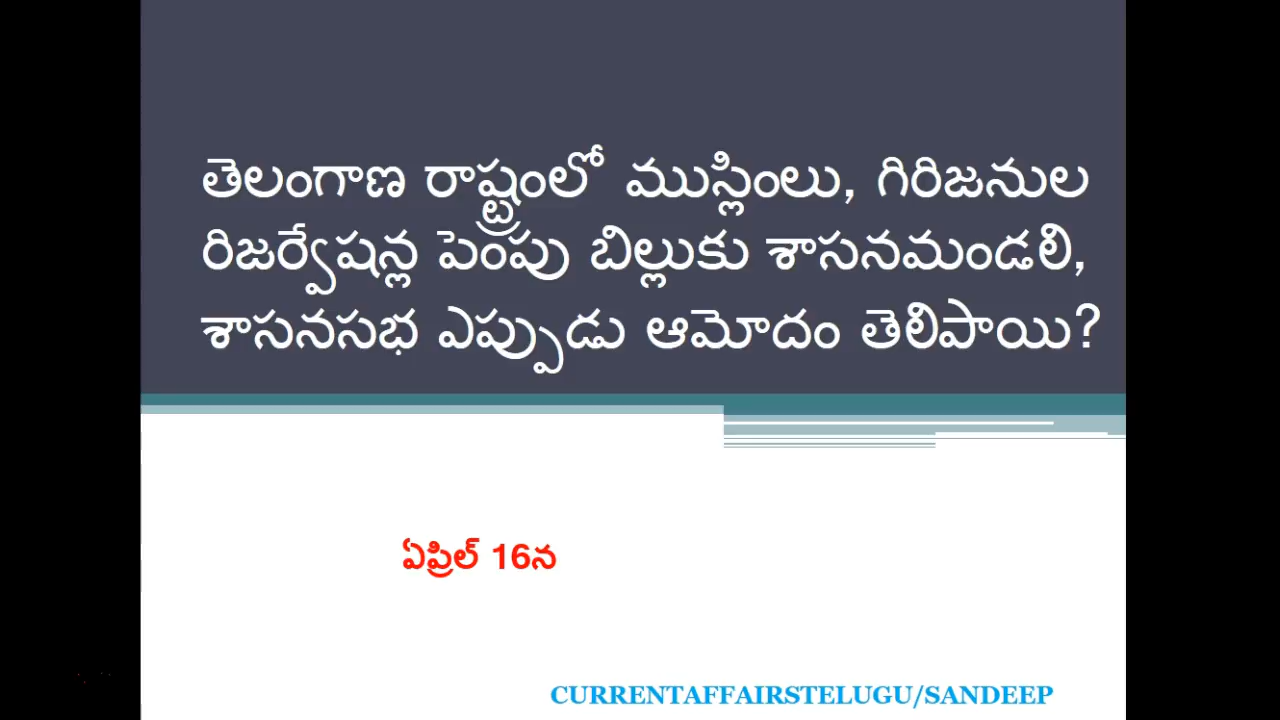 తెలంగాణ రాష్ట్రంలో ముస్లింలు, గిరిజనుల
రిజర్వేషన్ల పెంపు బిల్లుకు శాసనమండలి,
శాసనసభ ఎప్పుడు ఆమోదం తెలిపాయి?
ఏప్రిల్ 16న
CURRENTAFFAIRSTELUGU/SANDEEP